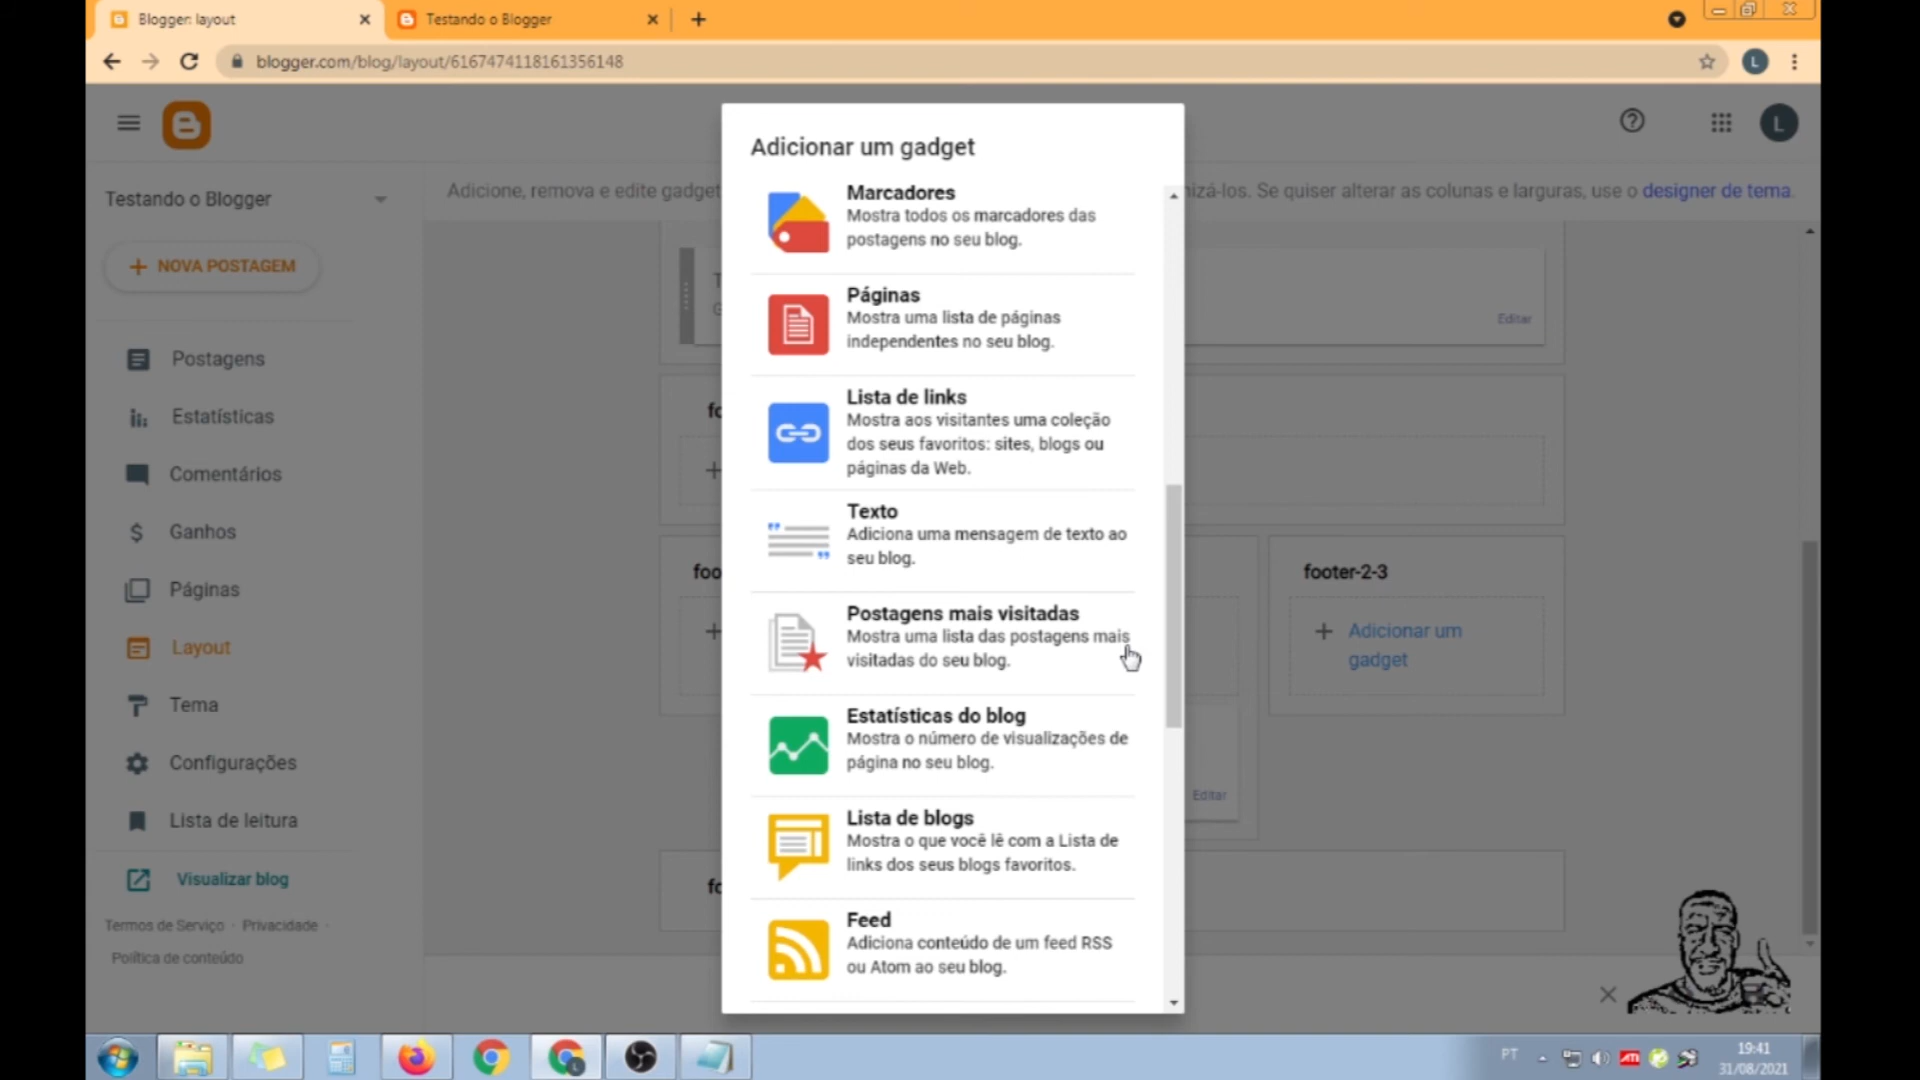 Blogger: layout
Testando o Blogger
blogger.com/blog/layout/6167474118161356148
L
L
Adicionar um gadget
Testando o Blogger
Adicione, remova e edite gadget
nizá-los. Se quiser alterar as colunas e larguras, use o designer de tema.
NOVA POSTAGEM
Postagens
Estatísticas
Comentários
Ganhos
Páginas
Layout
Tema
Configurações
Lista de leitura
Visualizar blog
Termos de Serviço · Privacidade ·
Política de conteúdo
Marcadores
Mostra todos os marcadores das
postagens no seu blog.
Páginas
Mostra uma lista de páginas
independentes no seu blog.
Lista de links
Mostra aos visitantes uma coleção
dos seus favoritos: sites, blogs ou
páginas da Web.
Texto
Adiciona uma mensagem de texto ao
seu blog.
Postagens mais visitadas
Mostra uma lista das postagens mais
visitadas do seu blog.
Estatísticas do blog
Mostra o número de visualizações de
página no seu blog.
Lista de blogs
Mostra o que você lê com a Lista de
links dos seus blogs favoritos.
Feed
Adiciona conteúdo de um feed RSS
ou Atom ao seu blog.
Editar
footer-2-3
+ Adicionar um
gadget
Editar
PT
ATI
19:41
31/08/2021